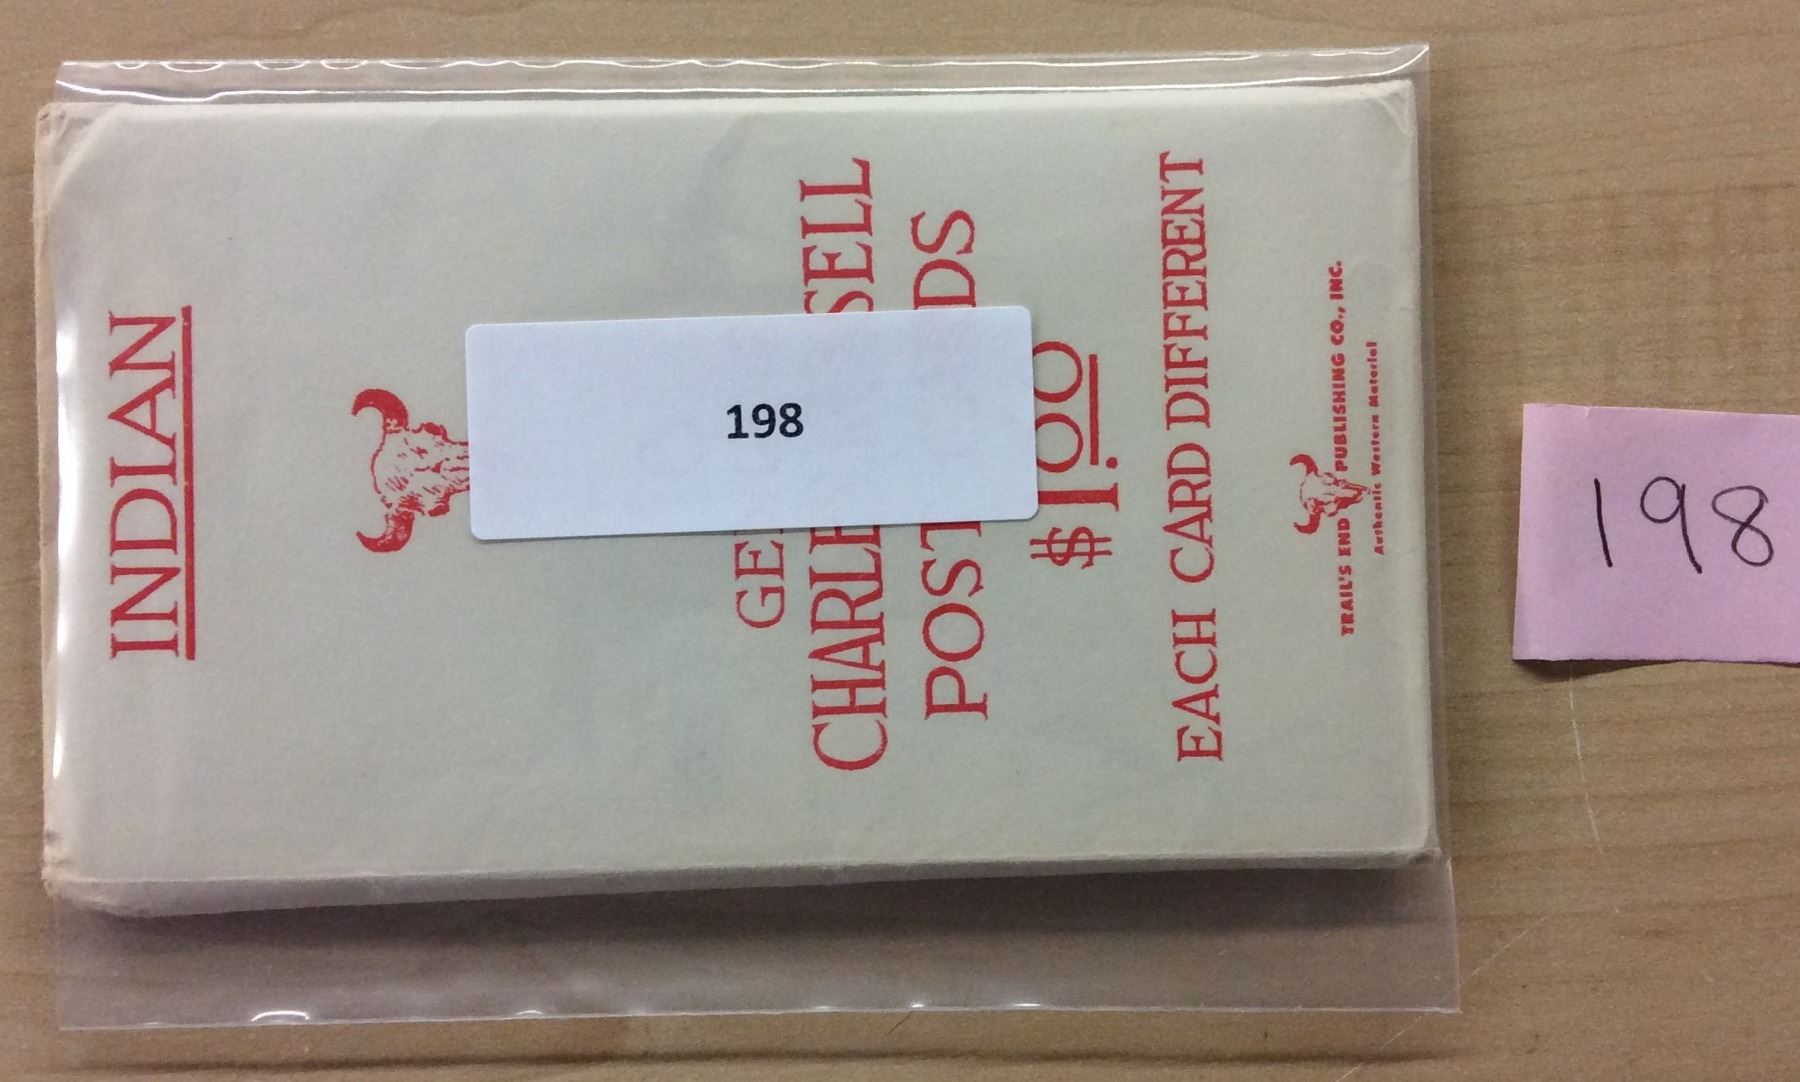 INDIAN
GE
CHARLE SELL
POST DS
$1.00
EACH CARD DIFFERENT
TRAIL'S END PUBLISHING CO., INC.
Authentic Western Material
198
198